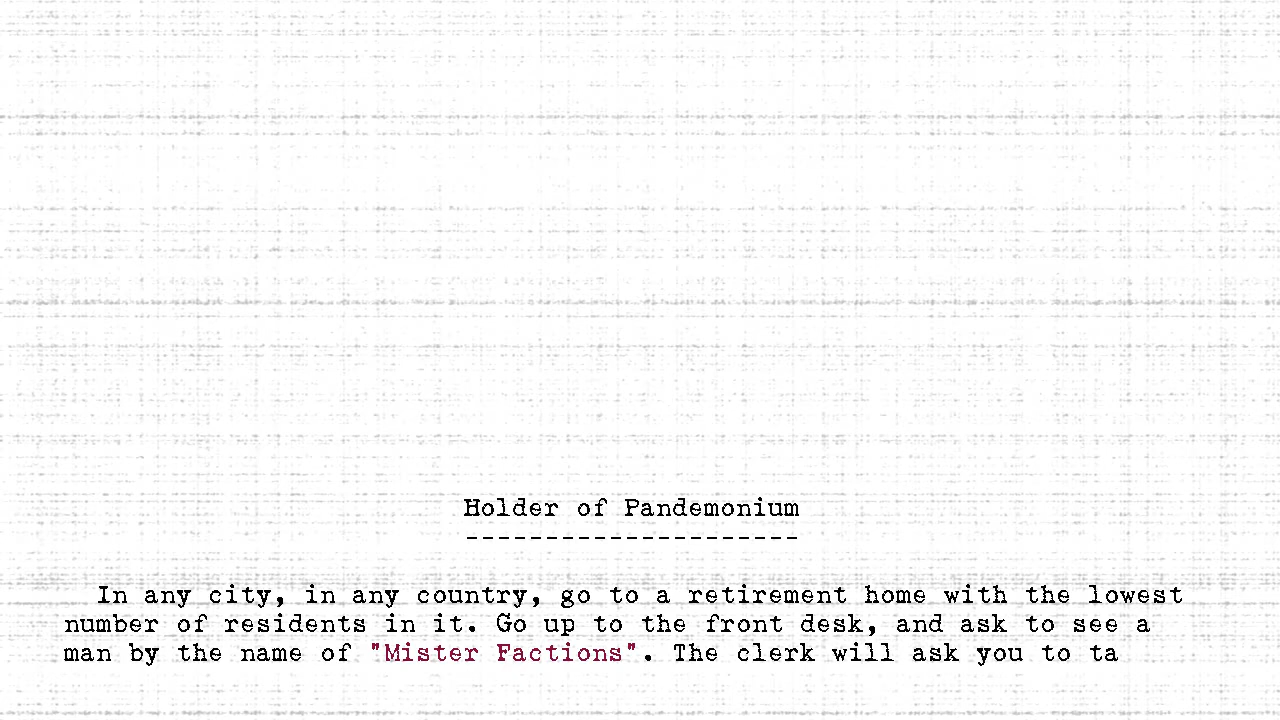 Holder of Pandemonium
---------------------
In any city, in any country, go to a retirement home with the lowest
number of residents in it. Go up to the front desk, and ask to see a
man by the name of "Mister Factions". The clerk will ask you to ta